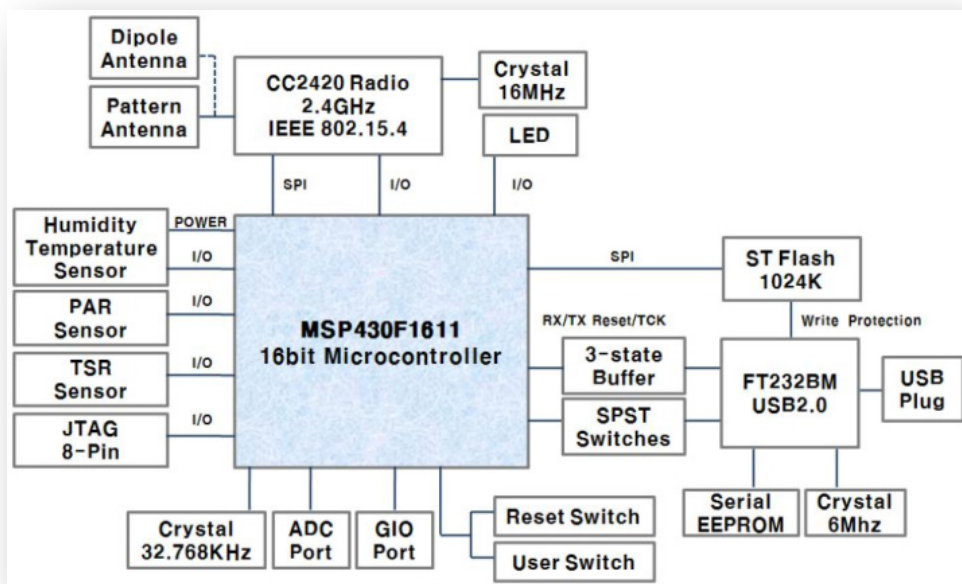 Dipole
Antenna
Pattern
Antenna
CC2420 Radio
2.4GHz
IEEE 802.15.4
Crystal
16MHz
LED
SPI
I/O
I/O
Humidity
Temperature
Sensor
POWER
I/O
PAR
Sensor
I/O
TSR
Sensor
I/O
JTAG
8-Pin
I/O
MSP430F1611
16bit Microcontroller
SPI
ST Flash
1024K
RX/TX Reset/TCK
Write Protection
3-state
Buffer
SPST
Switches
FT232BM
USB2.0
USB
Plug
Serial
EEPROM
Crystal
6Mhz
Crystal
32.768KHz
ADC
Port
GIO
Port
Reset Switch
User Switch